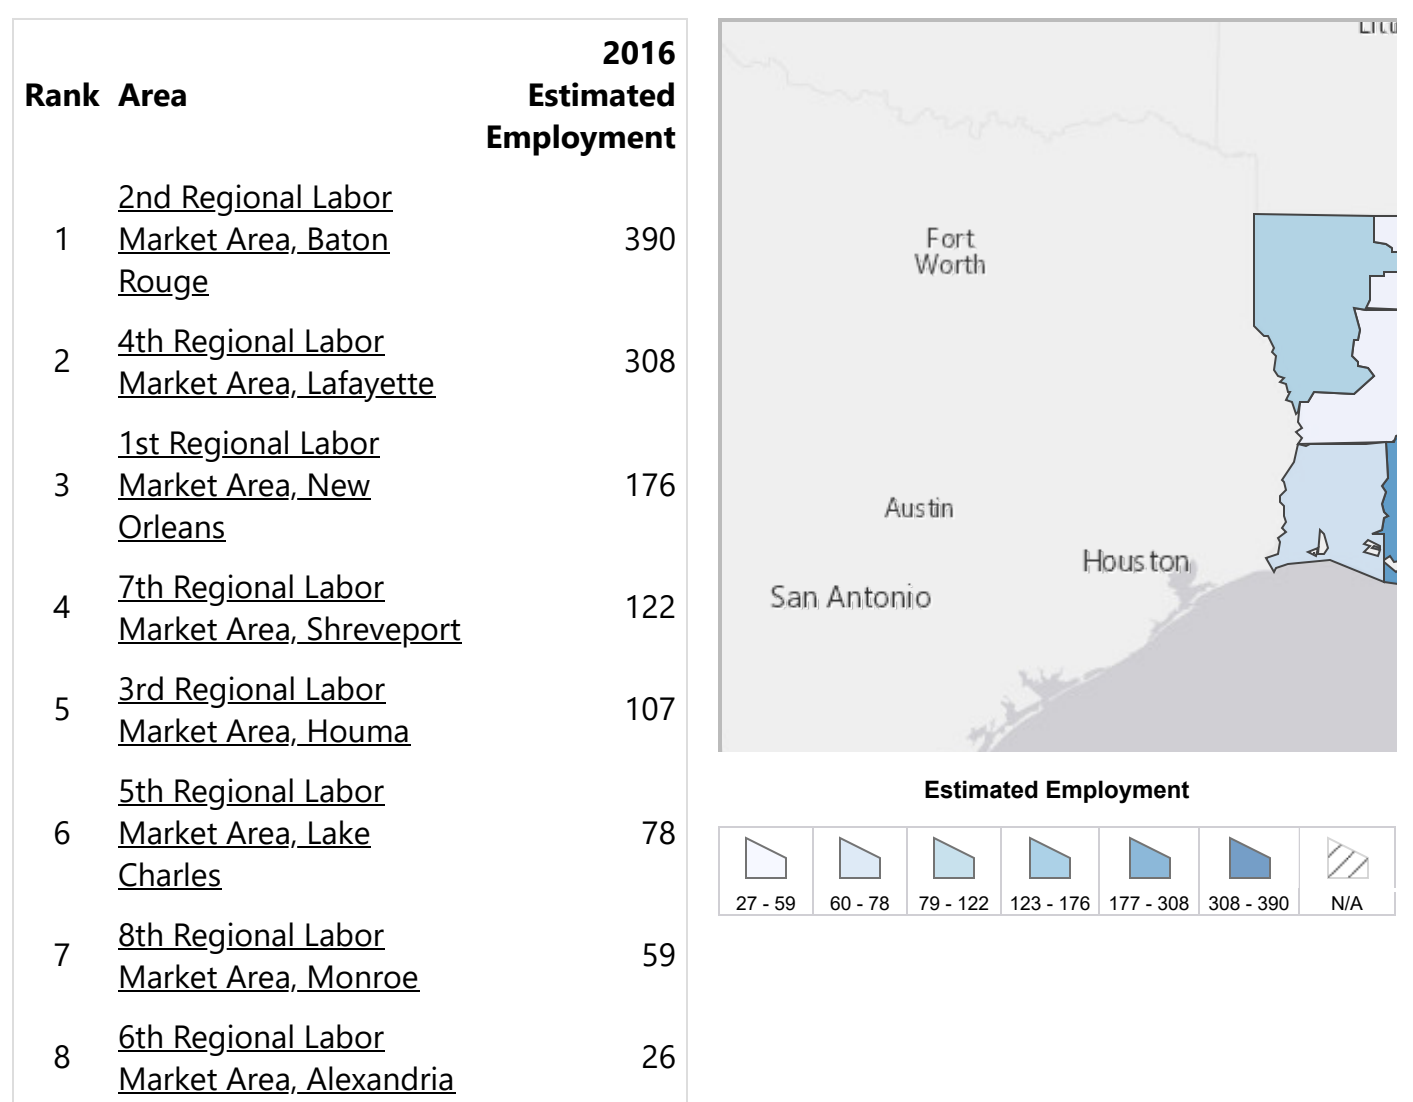 2016
Estimated
Employment
Rank Area
1
2nd Regional Labor
Market Area, Baton
Rouge
390
2
4th Regional Labor
Market Area, Lafayette
308
3
1st Regional Labor
Market Area, New
Orleans
176
4
7th Regional Labor
Market Area, Shreveport
122
5
3rd Regional Labor
Market Area, Houma
107
6
5th Regional Labor
Market Area, Lake
Charles
78
7
8th Regional Labor
Market Area, Monroe
59
8
6th Regional Labor
Market Area, Alexandria
26
Fort
Worth
Austin
Houston
San Antonio
Estimated Employment
27 - 59 60 - 78 79 - 122 123 - 176 177 - 308 308 - 390 N/A